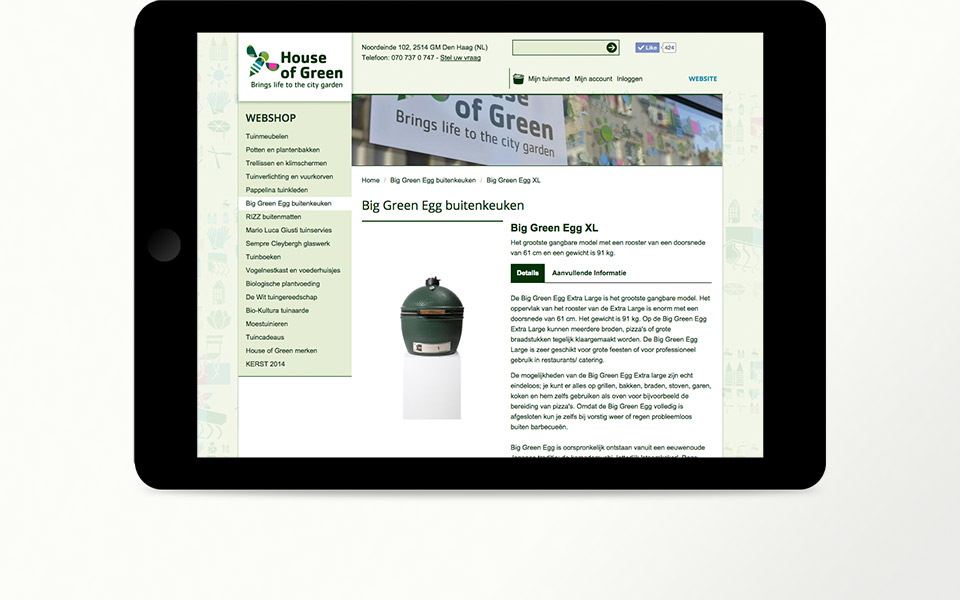 House
of Green
Brings life to the city garden
Noordeinde 102, 2514 GM Den Haag (NL)
Telefoon: 070 737 0 747 - Stel uw vraag
Like
424
Mijn tuinmand Mijn account Inloggen
WEBSITE
of Green
Brings life to the city garden
WEBSHOP
Tuinmeubelen
Potten en plantenbakken
Trellissen en klimschermen
Tuinverlichting en vuurkorven
Pappelina tuinkleden
Big Green Egg buitenkeuken
RIZZ buitenmatten
Mario Luca Giusti tuinservies
Sempre Cleybergh glaswerk
Tuinboeken
Vogelnestkast en voederhuisjes
Biologische plantvoeding
De Wit tuingereedschap
Bio-Kultura tuinaarde
Moestuinieren
Tuincadeaus
House of Green merken
KERST 2014
Home / Big Green Egg buitenkeuken / Big Green Egg XL
Big Green Egg buitenkeuken
Big Green Egg XL
Het grootste gangbare model met een rooster van een doorsnede
van 61 cm en een gewicht is 91 kg.
Details Aanvullende Informatie
De Big Green Egg Extra Large is het grootste gangbare model. Het
oppervlak van het rooster van de Extra Large is enorm met een
doorsnede van 61 cm. Het gewicht is 91 kg. Op de Big Green Egg
Extra Large kunnen meerdere broden, pizza's of grote
braadstukken tegelijk klaargemaakt worden. De Big Green Egg
Large is zeer geschikt voor grote feesten of voor professioneel
gebruik in restaurants/ catering.
De mogelijkheden van de Big Green Egg Extra large zijn echt
eindeloos; je kunt er alles op grillen, bakken, braden, stoven, garen,
koken en hem zelfs gebruiken als oven voor bijvoorbeeld de
bereiding van pizza's. Omdat de Big Green Egg volledig is
afgesloten kun je zelfs bij vorstig weer of regen probleemloos
buiten barbecueën.
Big Green Egg is oorspronkelijk ontstaan vanuit een eeuwenoude